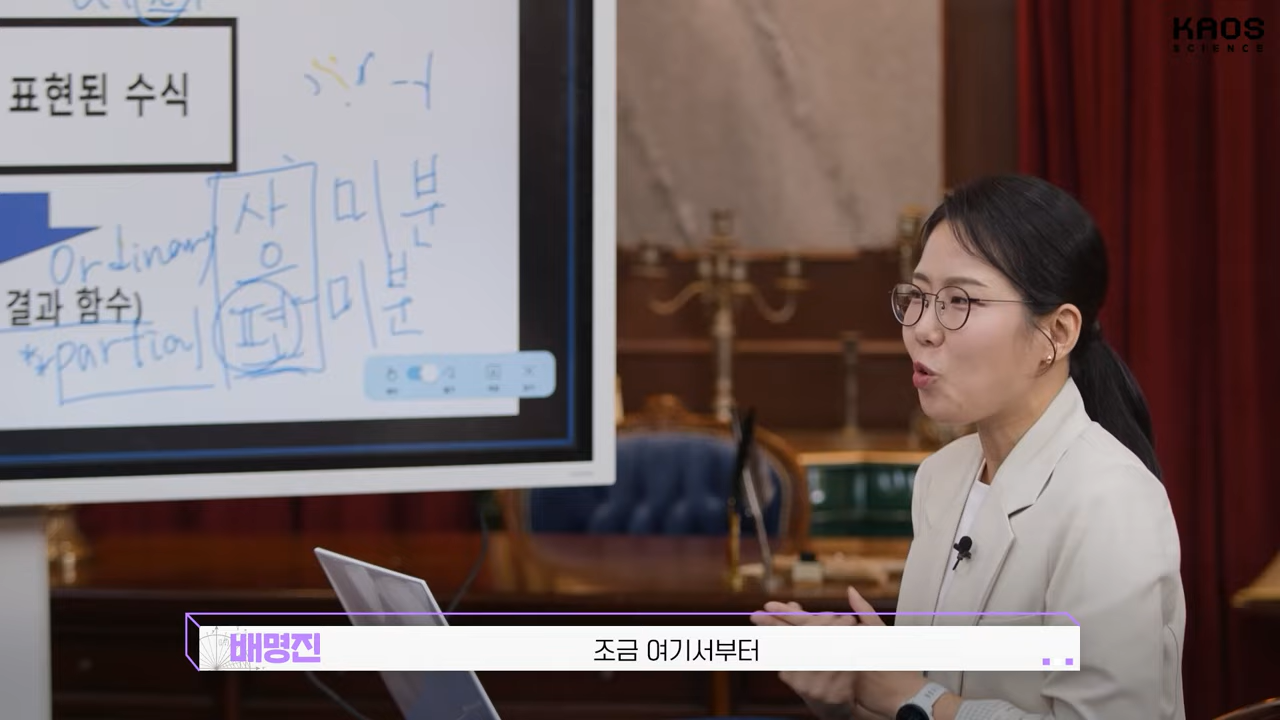 KAOS
SCIENCE
표현된 수식
상미분
Ordinary
편미분
결과 함수)
*partial
배명진
조금 여기서부터